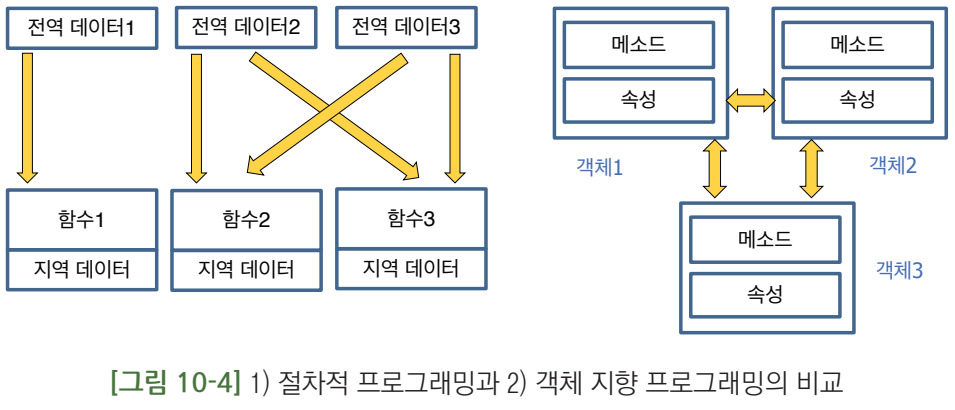 전역 데이터1
전역 데이터2
전역 데이터3
함수1
지역 데이터
함수2
지역 데이터
함수3
지역 데이터
메소드
속성
객체1
메소드
속성
객체2
메소드
속성
객체3
[그림 10-4] 1) 절차적 프로그래밍과 2) 객체 지향 프로그래밍의 비교